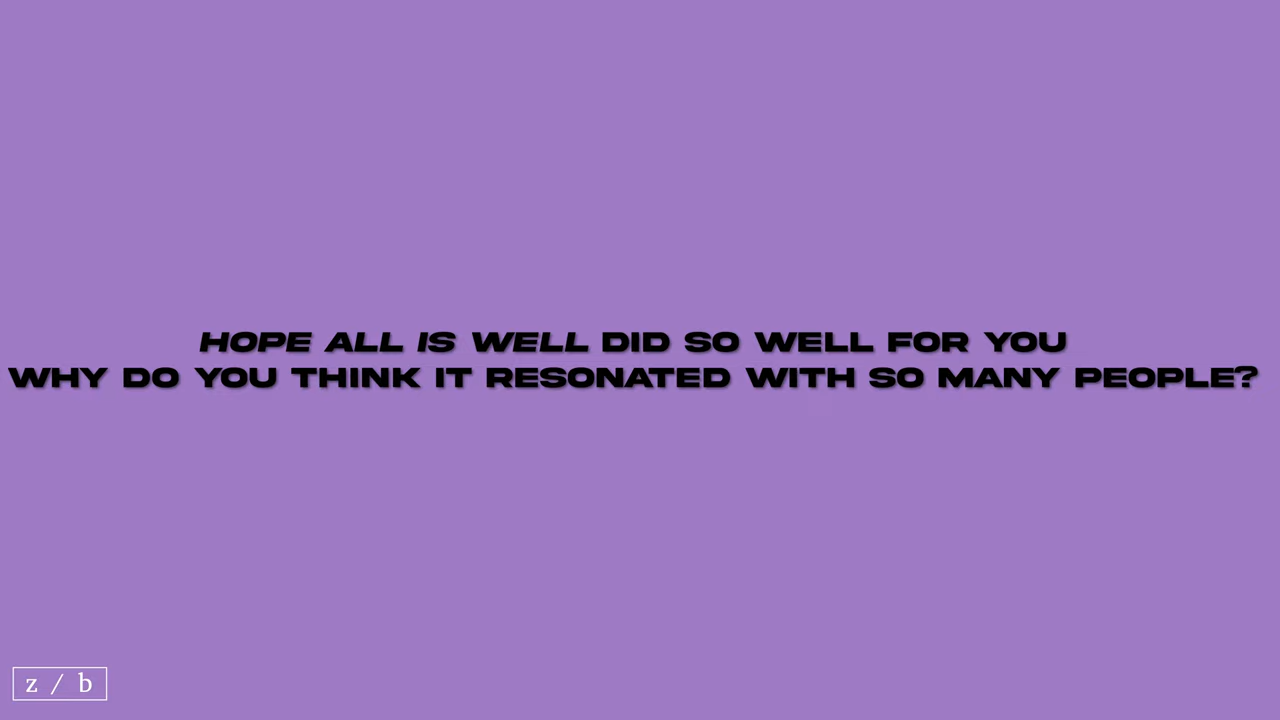 HOPE ALL IS WELL DID SO WELL FOR YOU
WHY DO YOU THINK IT RESONATED WITH SO MANY PEOPLE?
z / b